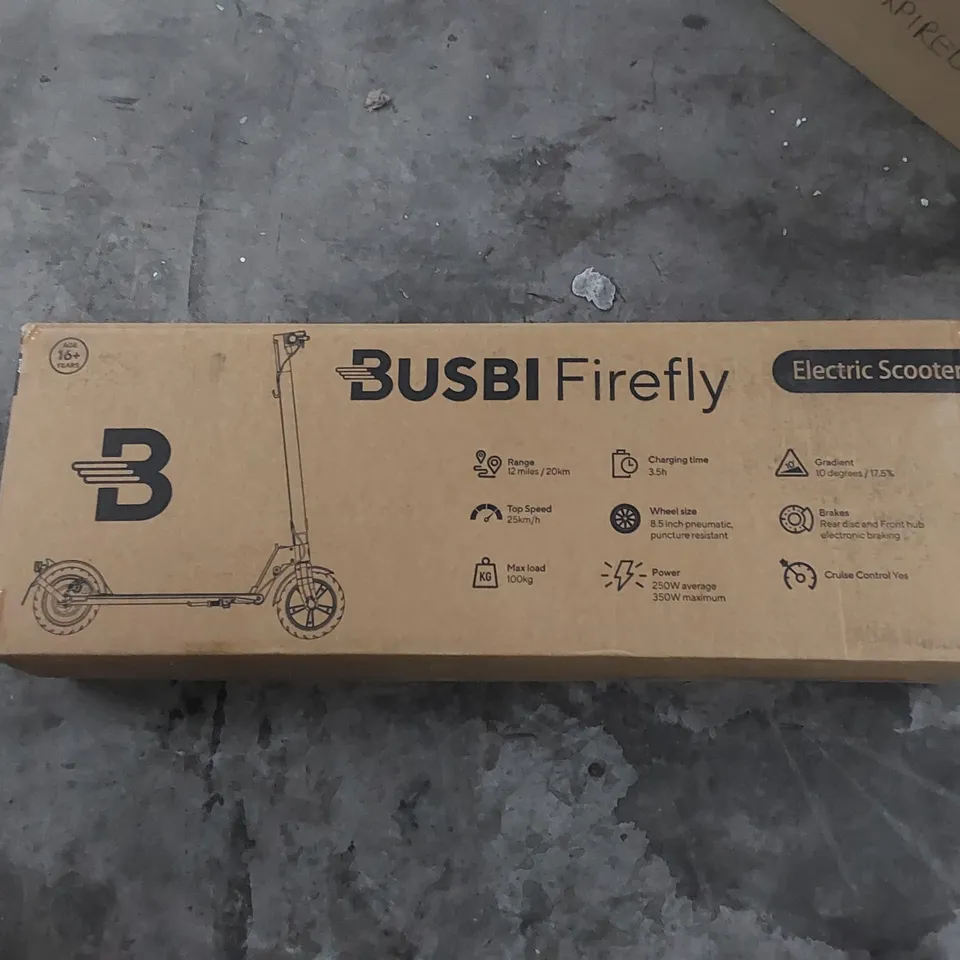 XPIRED
AGE
16+
YEARS
BUSBI Firefly
Electric Scooter
B
Range
12 miles / 20km
Charging time
3.5h
10°
Gradient
10 degrees / 17.5%
Top Speed
25km/h
Wheel size
8.5 inch pneumatic,
puncture resistant
Brakes
Rear disc and Front hub
electronic braking
KG
Max load
100kg
Power
250W average
350W maximum
Cruise Control Yes